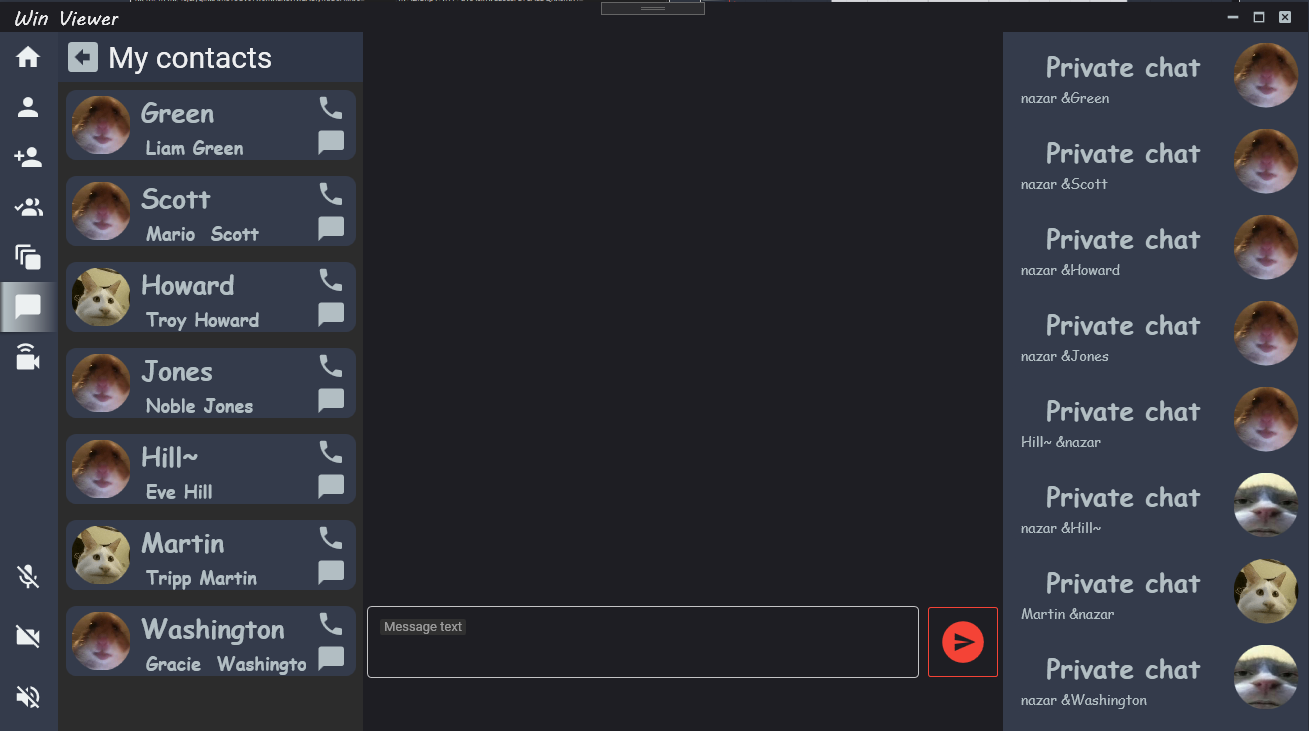 Win Viewer
My contacts
Green
Liam Green
Scott
Mario Scott
Howard
Troy Howard
Jones
Noble Jones
Hill~
Eve Hill
Martin
Tripp Martin
Washington
Gracie Washingto
Message text
Private chat
nazar &Green
Private chat
nazar &Scott
Private chat
nazar &Howard
Private chat
nazar &Jones
Private chat
Hill~ &nazar
Private chat
nazar &Hill~
Private chat
Martin &nazar
Private chat
nazar &Washington